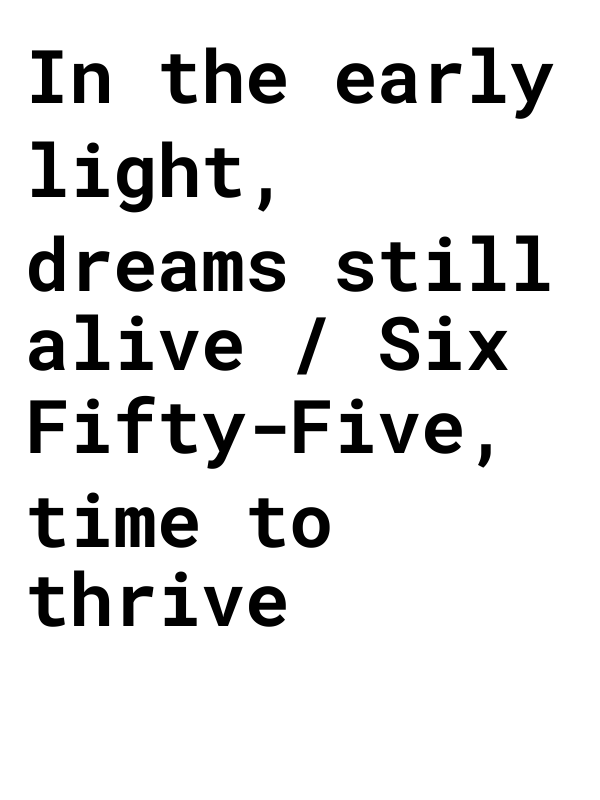 In the early
light,
dreams still
alive / Six
Fifty-Five,
time to
thrive